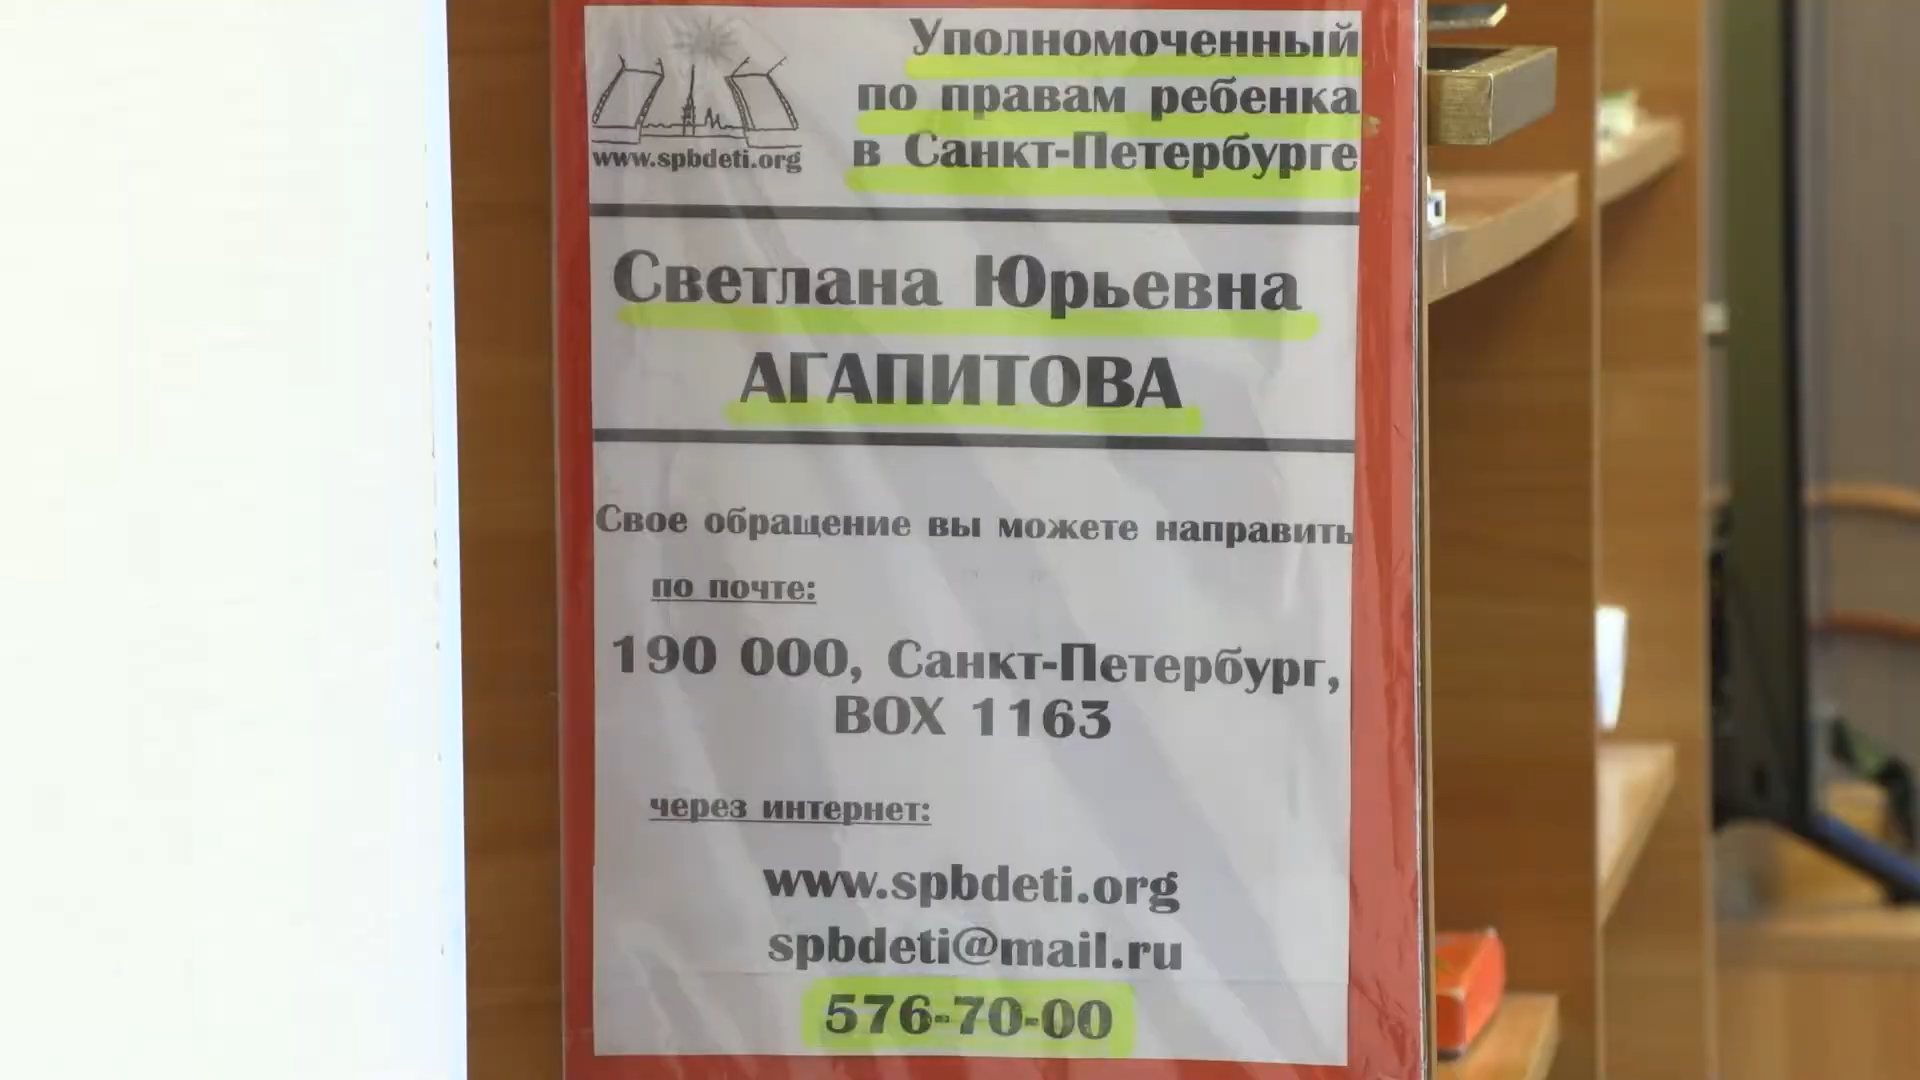 Уполномоченный
по правам ребенка
в Санкт-Петербурге
www.spbdeti.org
Светлана Юрьевна
АГАПИТОВА
Свое обращение вы можете направить
по почте:
190 000, Санкт-Петербург,
BOX 1163
через интернет:
www.spbdeti.org
spbdeti@mail.ru
576-70-00